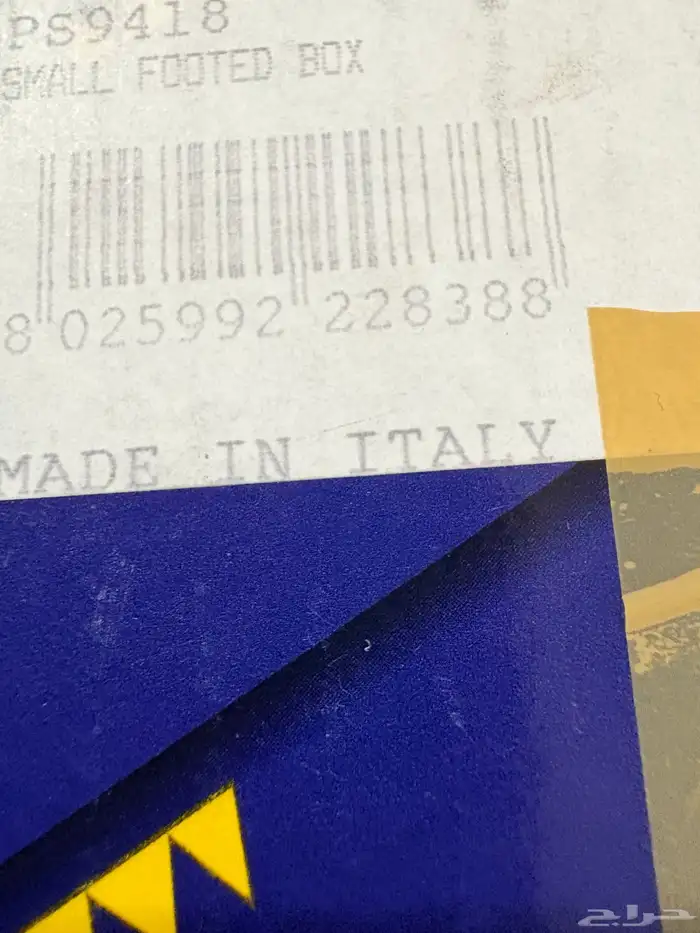 PS9418
SMALL FOOTED BOX
8 025992 228388
MADE IN ITALY
حراج